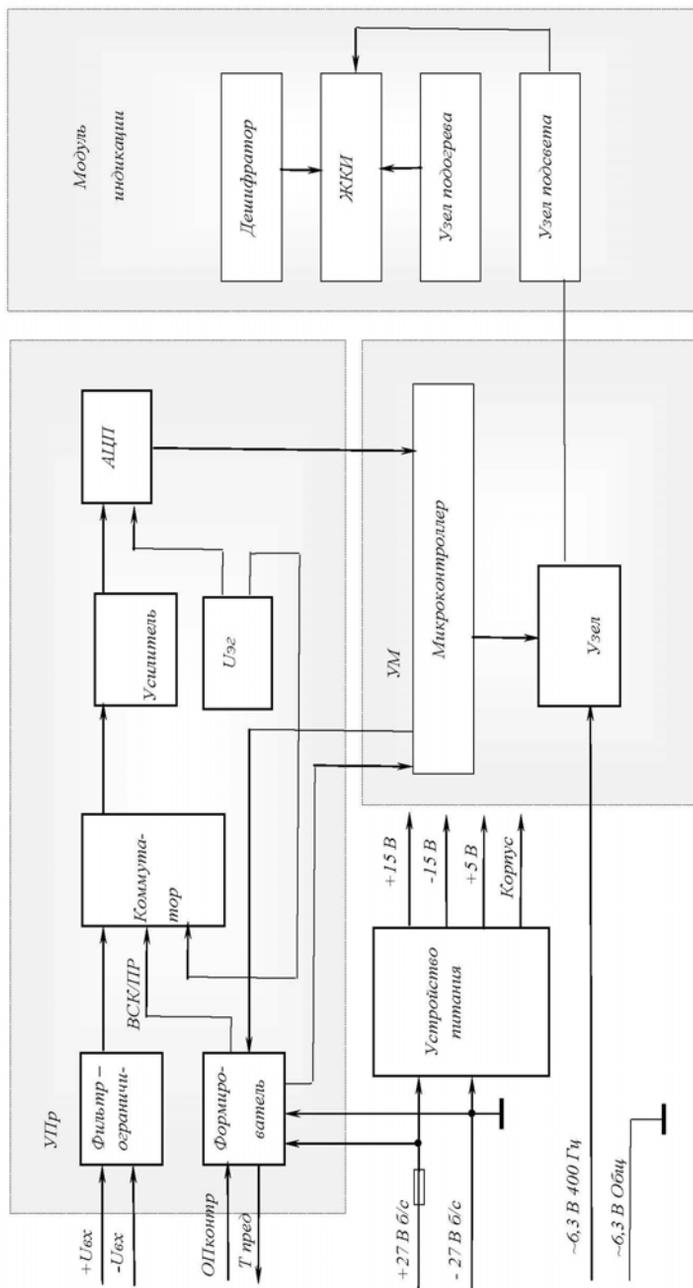 УПр
+Uвх
-Uвх
Фильтр –
ограничи-
ВСК/ПР
Коммута-
тор
Усилитель
АЦП
ОПконтр
Т пред
Формиро-
ватель
Uэг
Модуль
индикации
Дешифратор
ЖКИ
Узел подогрева
Узел подсвета
УМ
Микроконтроллер
Узел
+27 В б/с
- 27 В б/с
Устройство
питания
+15 В
-15 В
+5 В
Корпус
~6,3 В 400 Гц
~6,3 В Общ